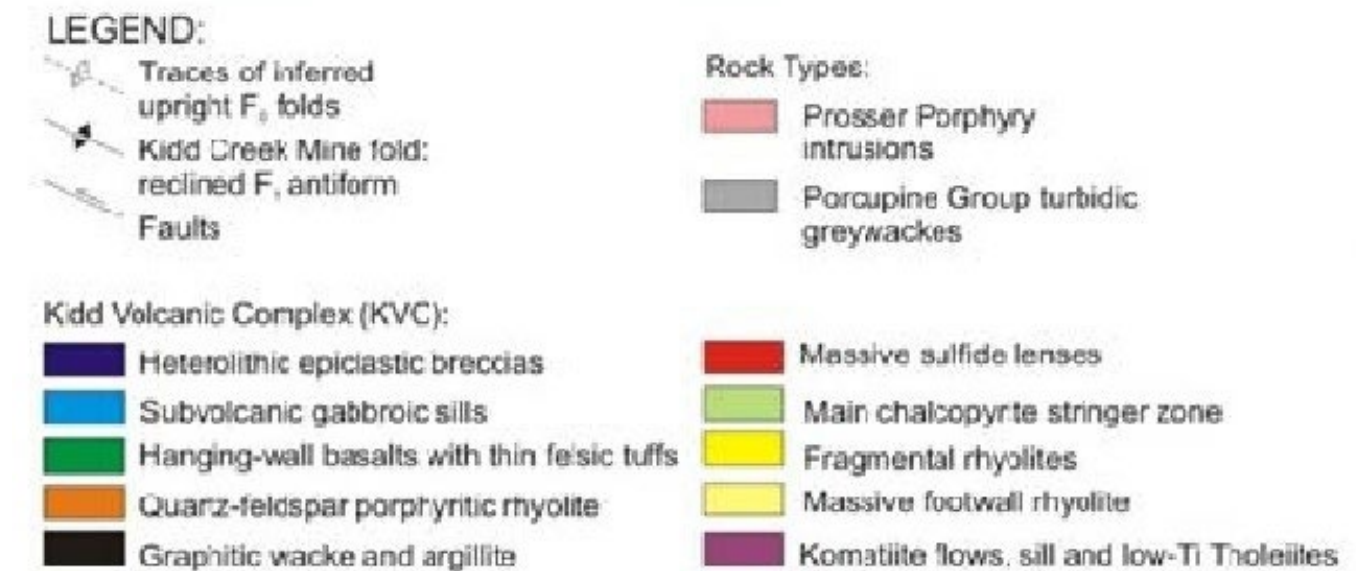 LEGEND:
Traces of inferred
upright F folds
Kidd Creek Mine fold:
reclined F, antiform
Faults
Rock Types:
Prosser Porphyry
intrusions
Porcupine Group turbidic
greywackes
Kidd Volcanic Complex (KVC):
Heterolithic epiclastic breccias
Subvolcanic gabbroic sills
Hanging-wall basalts with thin felsic tuffs
Quartz-feldspar porphyritic rhyolite
Graphitic wacke and argillite
Massive sulfide lenses
Main chalcopyrite stringer zone
Fragmental rhyolites
Massive footwall rhyolite
Komatiite flows, sill and low-Ti Tholeiites